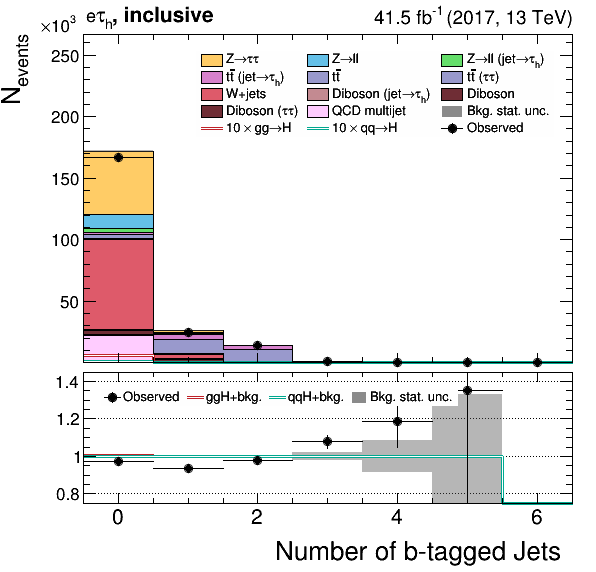 ×10³ eτₕ, inclusive 41.5 fb⁻¹ (2017, 13 TeV)
N_events
250
200
150
100
50
Z→ττ Z→ll Z→ll (jet→τₕ)
tt̄ (jet→τₕ) tt̄ tt̄ (ττ)
W+jets Diboson (jet→τₕ) Diboson
Diboson (ττ) QCD multijet Bkg. stat. unc.
10 × gg→H 10 × qq→H Observed
1.4
1.2
1
0.8
Observed ggH+bkg. qqH+bkg. Bkg. stat. unc.
0 2 4 6
Number of b-tagged Jets